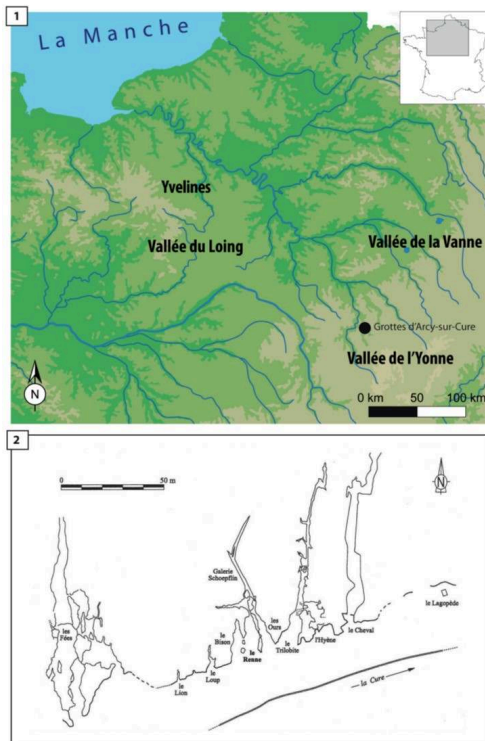 1
La Manche
Yvelines
Vallée du Loing
Vallée de la Vanne
Grottes d'Arcy-sur-Cure
Vallée de l'Yonne
N
0 km 50 100 km
2
0 50 m
N
Galerie
Schoepflin
les
Fées
le
Bison
le
Renne
les
Ours
le
Trilobite
l'Hyène
le Cheval
le Lagopède
le
Lion
le
Loup
la Cure